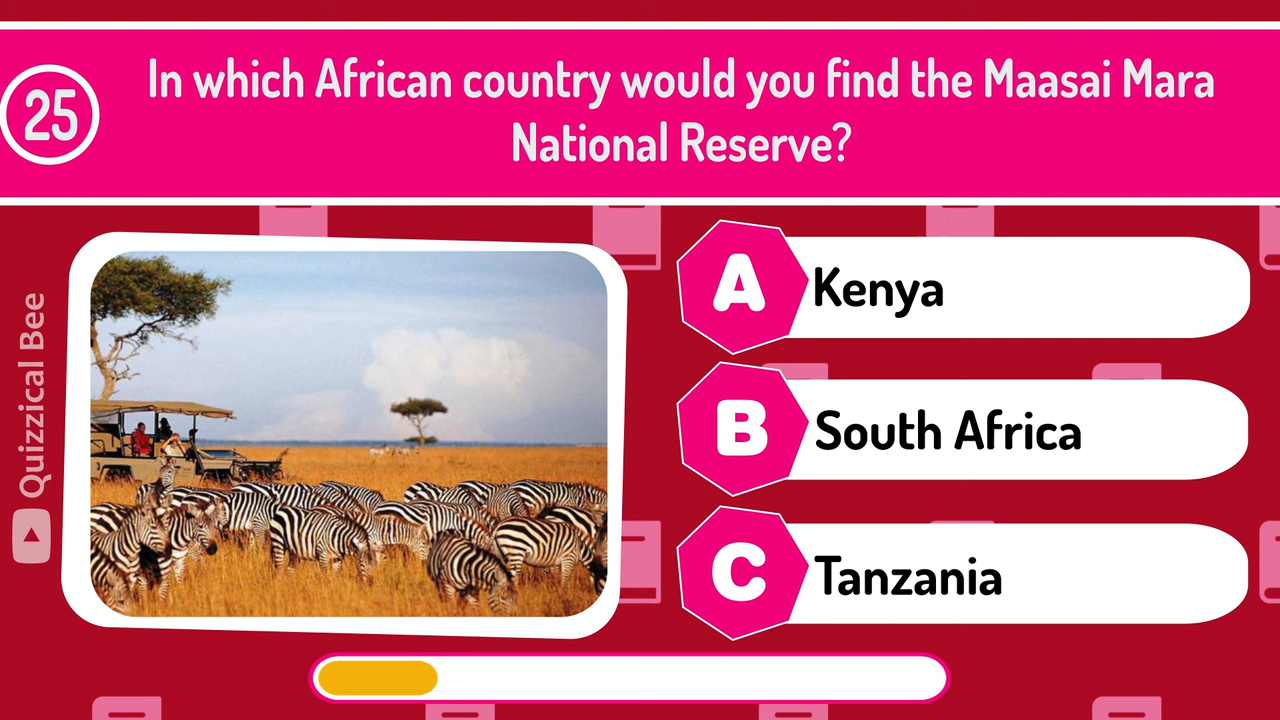 25
In which African country would you find the Maasai Mara
National Reserve?
Quizzical Bee
A Kenya
B South Africa
C Tanzania